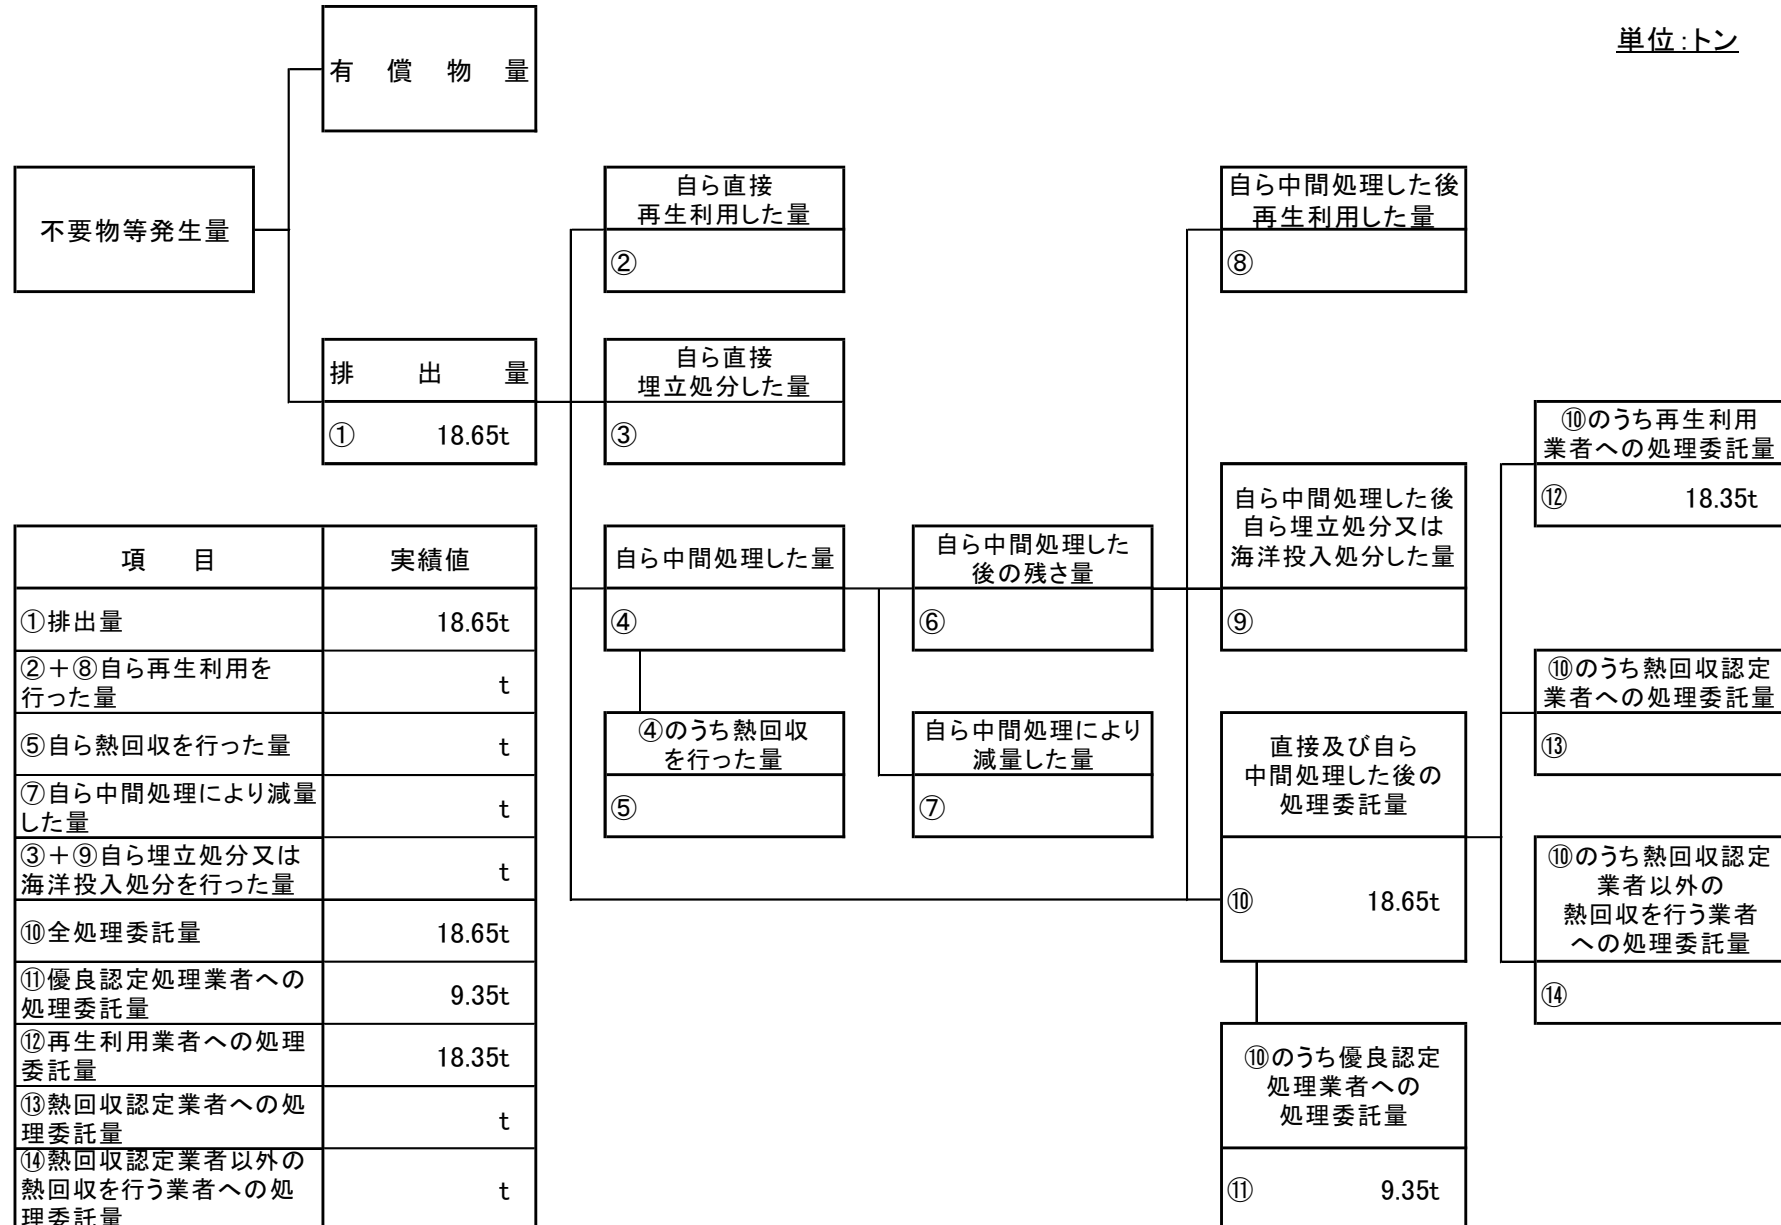 単位:トン
有 償 物 量
不要物等発生量
自ら直接
再生利用した量
②
自ら中間処理した後
再生利用した量
⑧
排 出 量
① 18.65t
自ら直接
埋立処分した量
③
⑩のうち再生利用
業者への処理委託量
⑫ 18.35t
自ら中間処理した量
④
自ら中間処理した
後の残さ量
⑥
自ら中間処理した後
自ら埋立処分又は
海洋投入処分した量
⑨
⑩のうち熱回収認定
業者への処理委託量
⑬
④のうち熱回収
を行った量
⑤
自ら中間処理により
減量した量
⑦
直接及び自ら
中間処理した後の
処理委託量
⑩ 18.65t
⑩のうち熱回収認定
業者以外の
熱回収を行う業者
への処理委託量
⑭
⑩のうち優良認定
処理業者への
処理委託量
⑪ 9.35t
項 目 実績値
①排出量 18.65t
②+⑧自ら再生利用を
行った量 t
⑤自ら熱回収を行った量 t
⑦自ら中間処理により減量
した量 t
③+⑨自ら埋立処分又は
海洋投入処分を行った量 t
⑩全処理委託量 18.65t
⑪優良認定処理業者への
処理委託量 9.35t
⑫再生利用業者への処理
委託量 18.35t
⑬熱回収認定業者への処
理委託量 t
⑭熱回収認定業者以外の
熱回収を行う業者への処 t
理委託量